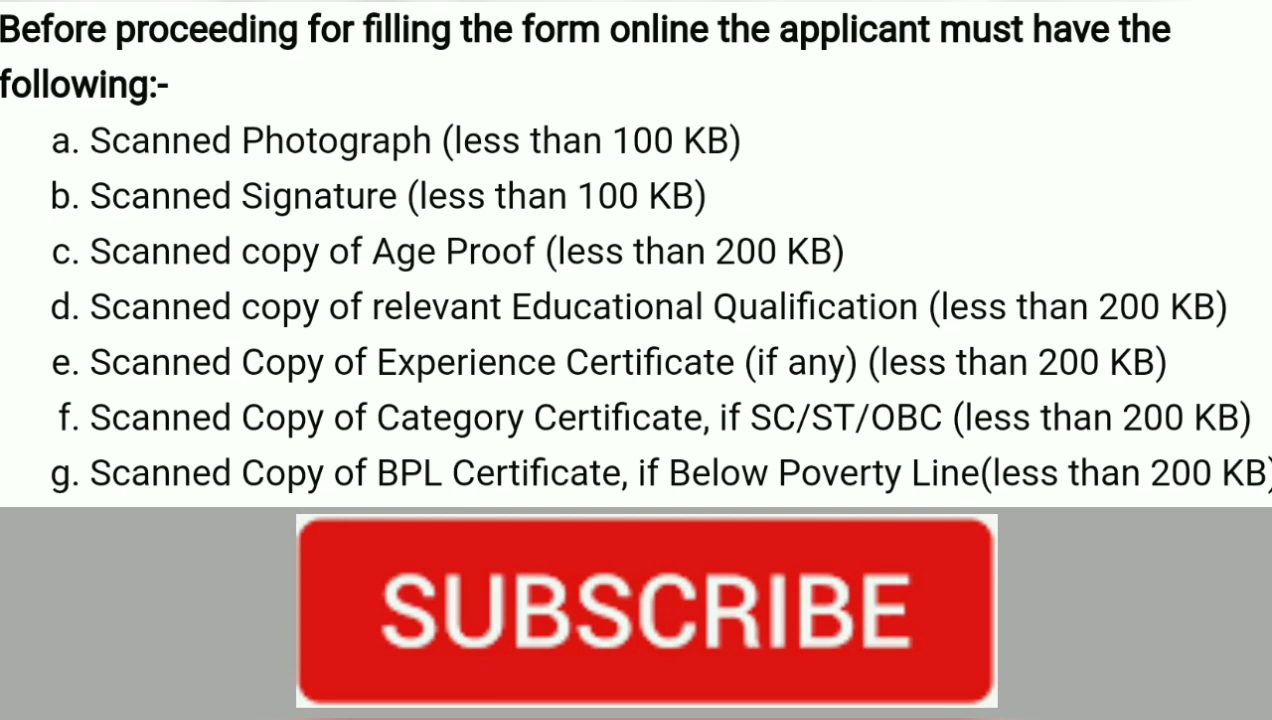 Before proceeding for filling the form online the applicant must have the
following:-
a. Scanned Photograph (less than 100 KB)
b. Scanned Signature (less than 100 KB)
c. Scanned copy of Age Proof (less than 200 KB)
d. Scanned copy of relevant Educational Qualification (less than 200 KB)
e. Scanned Copy of Experience Certificate (if any) (less than 200 KB)
f. Scanned Copy of Category Certificate, if SC/ST/OBC (less than 200 KB)
g. Scanned Copy of BPL Certificate, if Below Poverty Line(less than 200 KB)
SUBSCRIBE